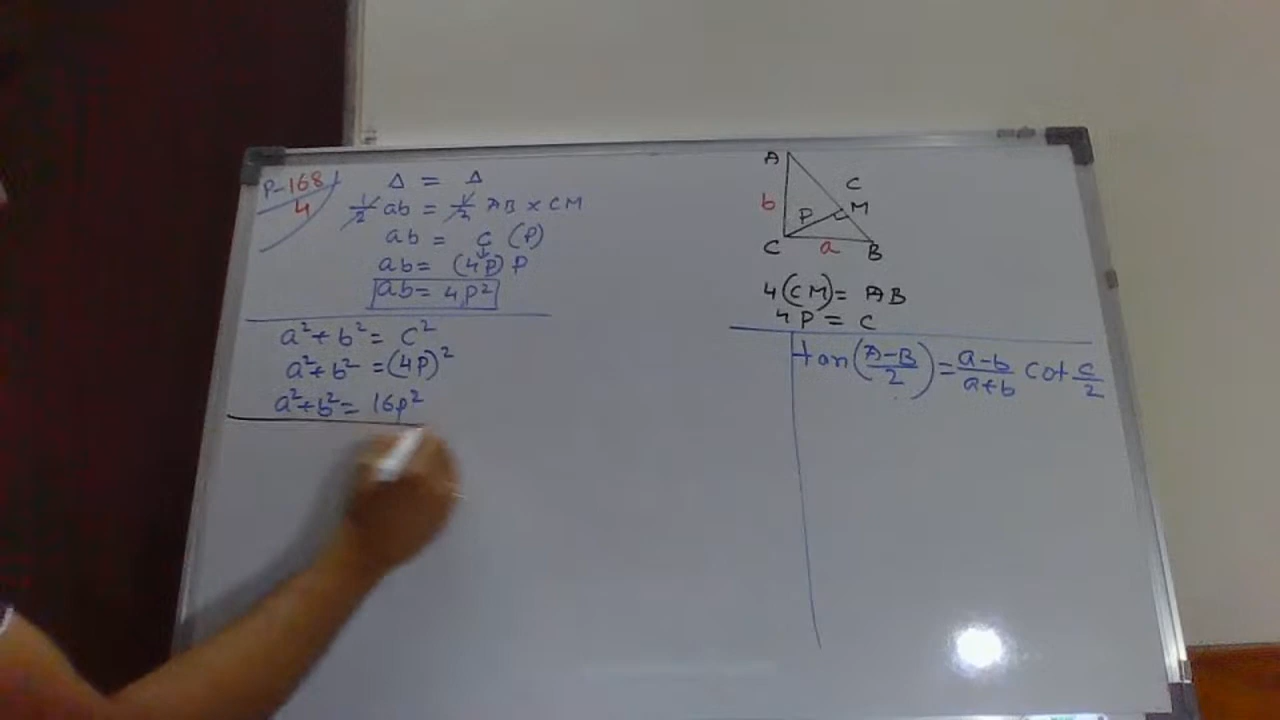 P-168
4
Δ = Δ
1/2 ab = 1/2 AB × CM
ab = c (P)
ab = (4P) P
ab = 4P²
a² + b² = c²
a² + b² = (4P)²
a² + b² = 16p²
A
b
C
P
M
C
a
B
4(CM) = AB
4P = C
tan(A-B/2) = a-b/a+b cot c/2